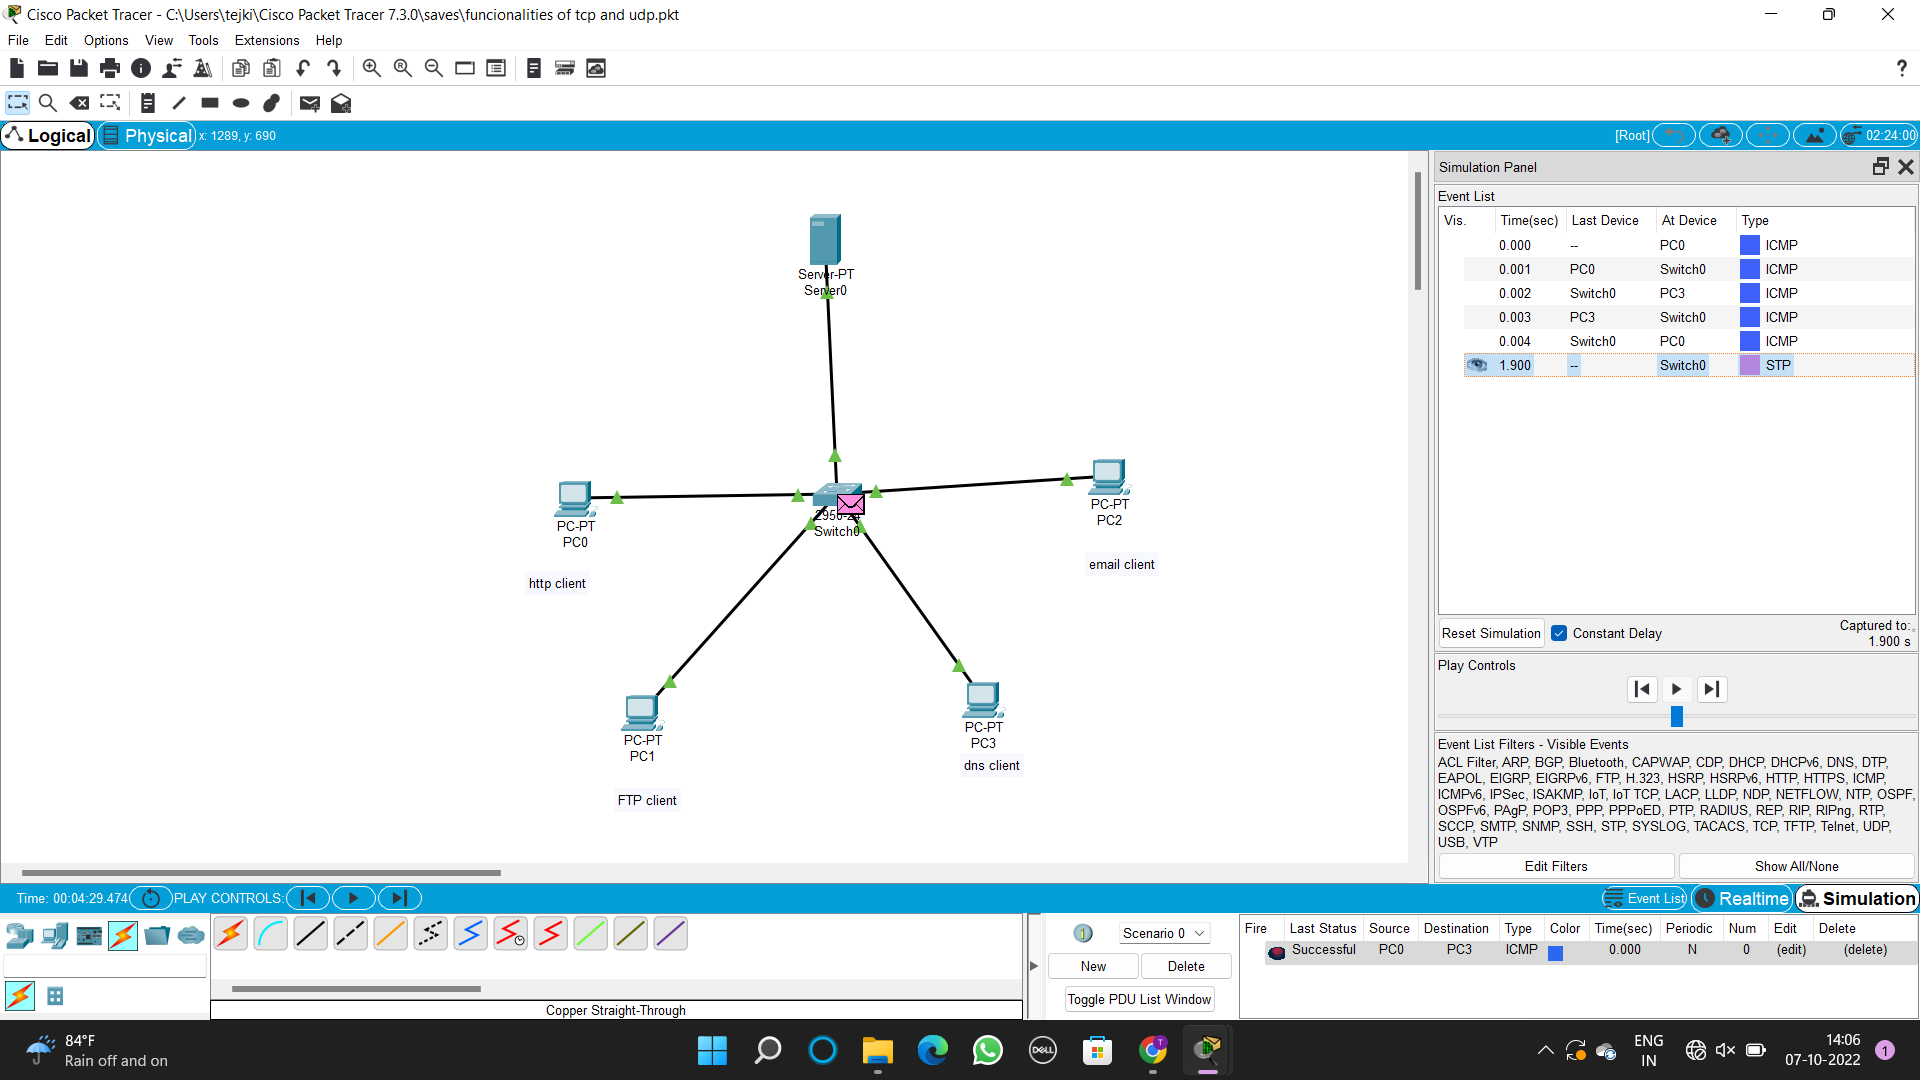 Cisco Packet Tracer - C:\Users\tejki\Cisco Packet Tracer 7.3.0\saves\funcionalities of tcp and udp.pkt
File Edit Options View Tools Extensions Help
?
Logical Physical x: 1289, y: 690 [Root] 02:24:00
Server-PT
Server0
PC-PT
PC0
http client
2950-24
Switch0
PC-PT
PC2
email client
PC-PT
PC1
FTP client
PC-PT
PC3
dns client
Simulation Panel
Event List
Vis. Time(sec) Last Device At Device Type
0.000 -- PC0 ICMP
0.001 PC0 Switch0 ICMP
0.002 Switch0 PC3 ICMP
0.003 PC3 Switch0 ICMP
0.004 Switch0 PC0 ICMP
1.900 -- Switch0 STP
Reset Simulation Constant Delay Captured to:
1.900 s
Play Controls
Event List Filters - Visible Events
ACL Filter, ARP, BGP, Bluetooth, CAPWAP, CDP, DHCP, DHCPv6, DNS, DTP,
EAPOL, EIGRP, EIGRPv6, FTP, H.323, HSRP, HSRPv6, HTTP, HTTPS, ICMP,
ICMPv6, IPSec, ISAKMP, IoT, IoT TCP, LACP, LLDP, NDP, NETFLOW, NTP, OSPF,
OSPFv6, PAgP, POP3, PPP, PPPoED, PTP, RADIUS, REP, RIP, RIPng, RTP,
SCCP, SMTP, SNMP, SSH, STP, SYSLOG, TACACS, TCP, TFTP, Telnet, UDP,
USB, VTP
Edit Filters Show All/None
Time: 00:04:29.474 PLAY CONTROLS: Event List Realtime Simulation
Copper Straight-Through
1 Scenario 0
New Delete
Toggle PDU List Window
Fire Last Status Source Destination Type Color Time(sec) Periodic Num Edit Delete
Successful PC0 PC3 ICMP 0.000 N 0 (edit) (delete)
84°F
Rain off and on
DELL
T
ENG
IN
14:06
07-10-2022
1